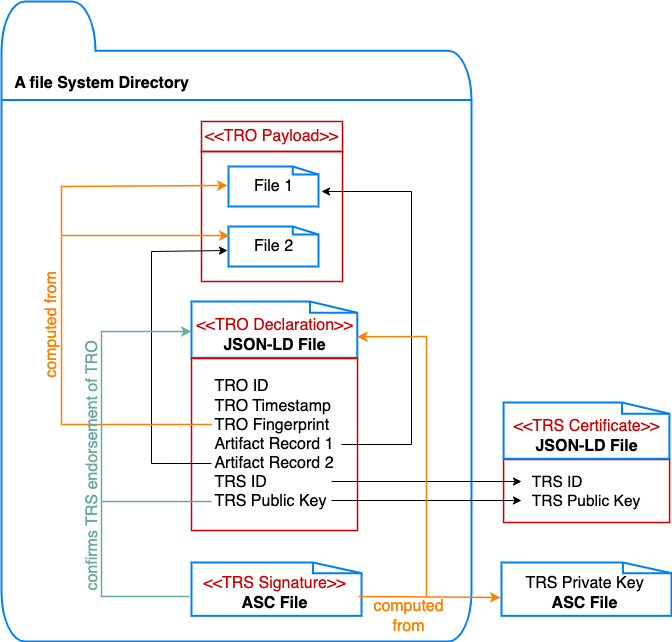 A file System Directory
<<TRO Payload>>
File 1
File 2
computed from
<<TRO Declaration>>
JSON-LD File
TRO ID
TRO Timestamp
TRO Fingerprint
Artifact Record 1
Artifact Record 2
TRS ID
TRS Public Key
confirms TRS endorsement of TRO
<<TRS Certificate>>
JSON-LD File
TRS ID
TRS Public Key
<<TRS Signature>>
ASC File
computed
from
TRS Private Key
ASC File